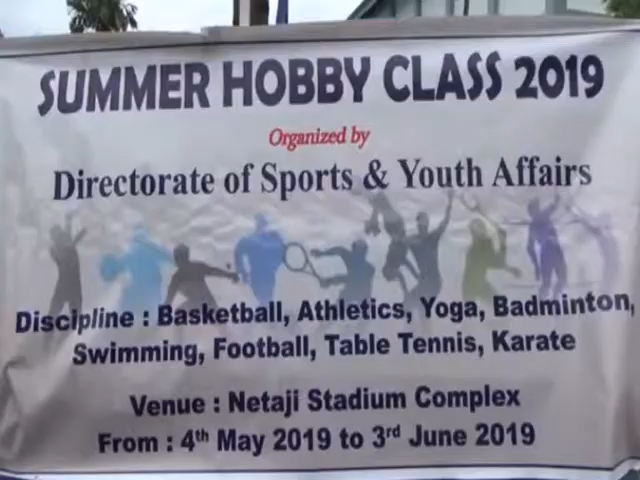 SUMMER HOBBY CLASS 2019
Organized by
Directorate of Sports & Youth Affairs
Discipline : Basketball, Athletics, Yoga, Badminton,
Swimming, Football, Table Tennis, Karate
Venue : Netaji Stadium Complex
From : 4th May 2019 to 3rd June 2019